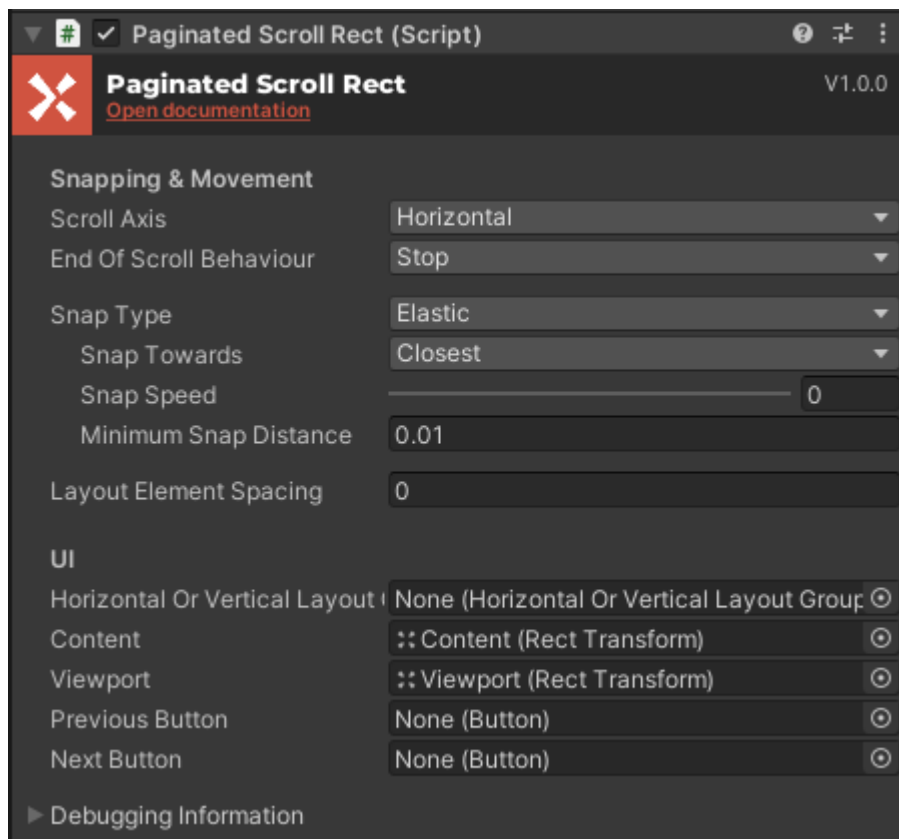 Paginated Scroll Rect (Script)
Paginated Scroll Rect V1.0.0
Open documentation
Snapping & Movement
Scroll Axis Horizontal
End Of Scroll Behaviour Stop
Snap Type Elastic
Snap Towards Closest
Snap Speed 0
Minimum Snap Distance 0.01
Layout Element Spacing 0
UI
Horizontal Or Vertical Layout None (Horizontal Or Vertical Layout Group
Content Content (Rect Transform)
Viewport Viewport (Rect Transform)
Previous Button None (Button)
Next Button None (Button)
Debugging Information